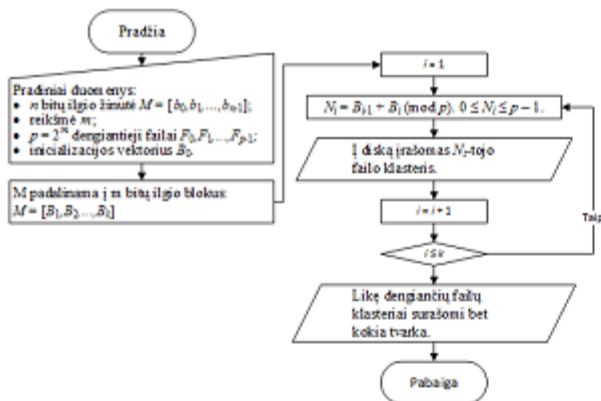 Pradžia
Pradiniai duomenys:
• n bitų ilgio žinutė M = [b₀,b₁,...,bₙ₋₁];
• reikšmė m;
• p = 2ᵐ dengiantieji failai F₀,F₁,...,Fₚ₋₁;
• inicializacijos vektorius B₀.
M padalinama į m bitų ilgio blokus:
M = [B₁,B₂,...,Bₖ]
i = 1
Nᵢ = Bᵢ₋₁ + Bᵢ (mod p). 0 ≤ Nᵢ ≤ p − 1.
Į diską įrašomas Nᵢ-tojo
failo klasteris.
i = i + 1
i ≤ k
Taip
Likę dengiančių failų
klasteriai surašomi bet
kokia tvarka.
Pabaiga